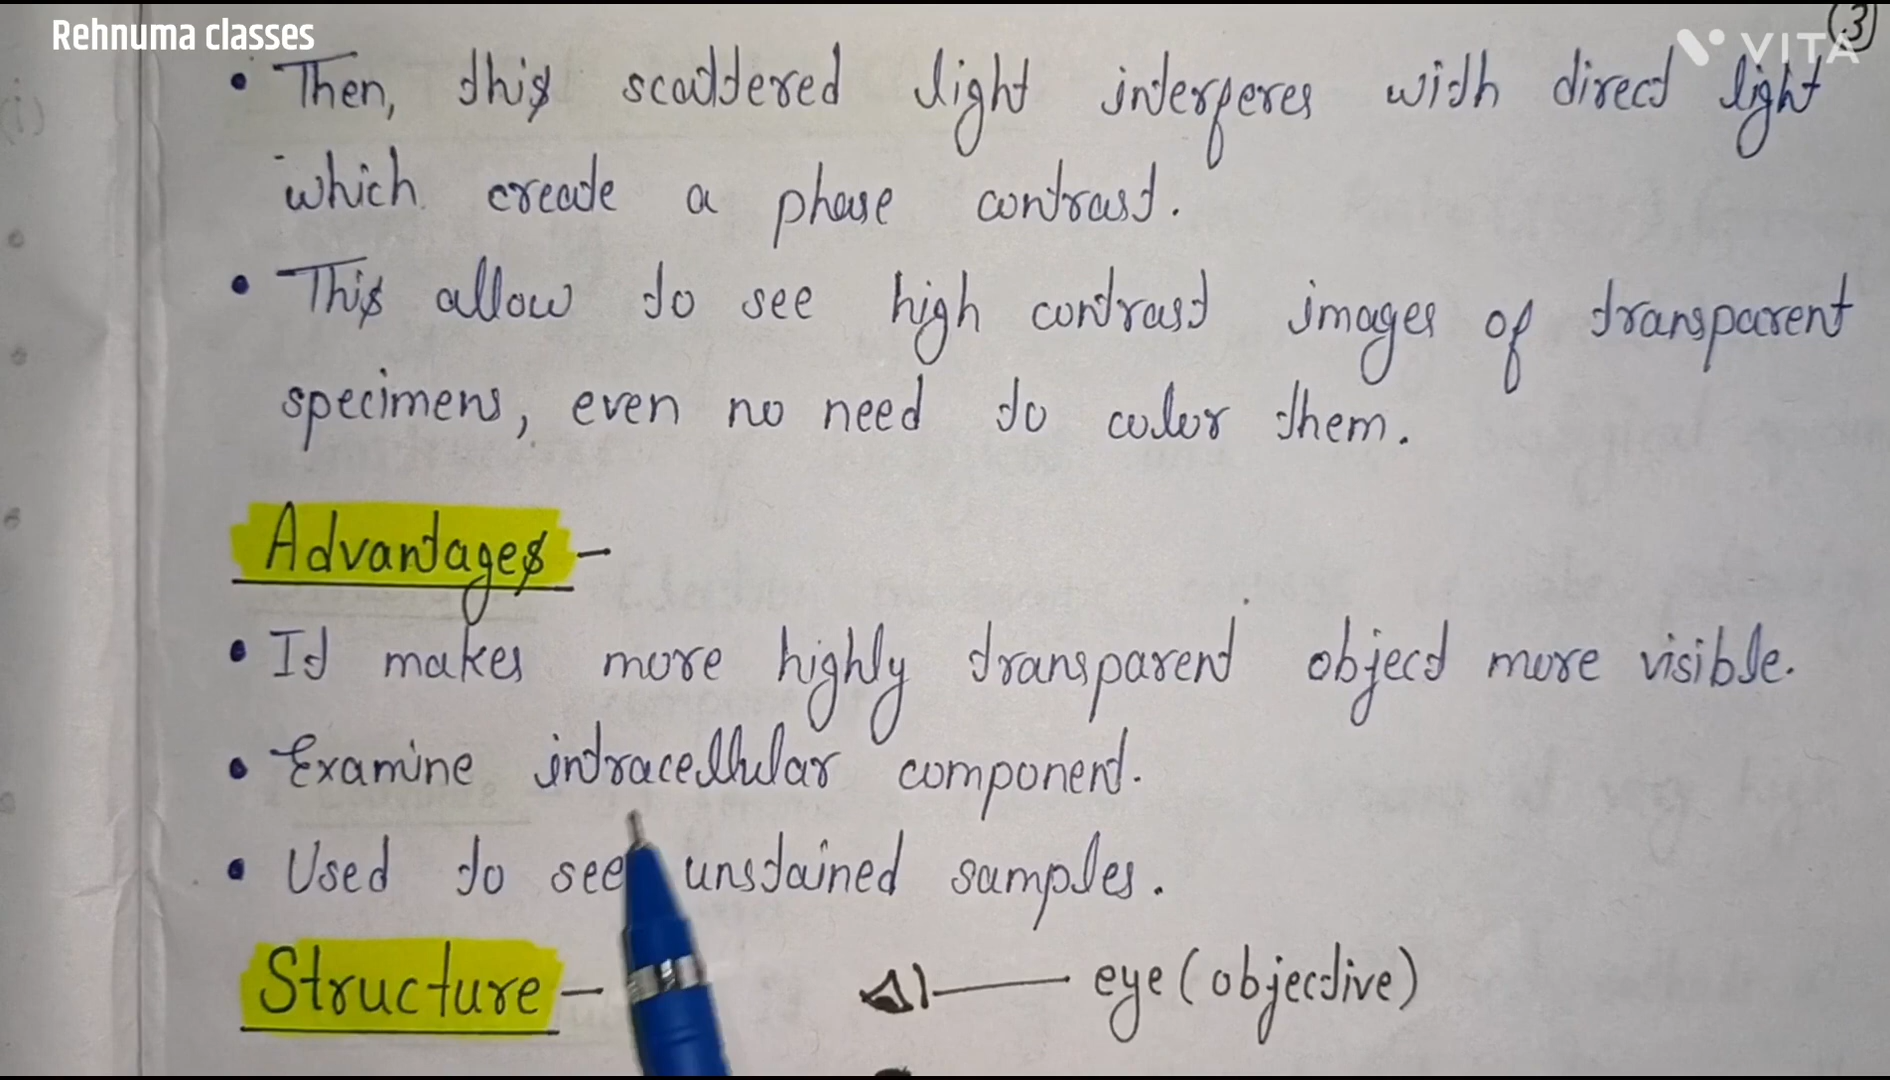 Rehnuma classes
3
VITA
• Then, this scattered light interferes with direct light
which create a phase contrast.
• This allow to see high contrast images of transparent
specimens, even no need to color them.
Advantages -
• It makes more highly transparent object more visible.
• Examine intracellular component.
• Used to see unstained samples.
Structure -
eye (objective)